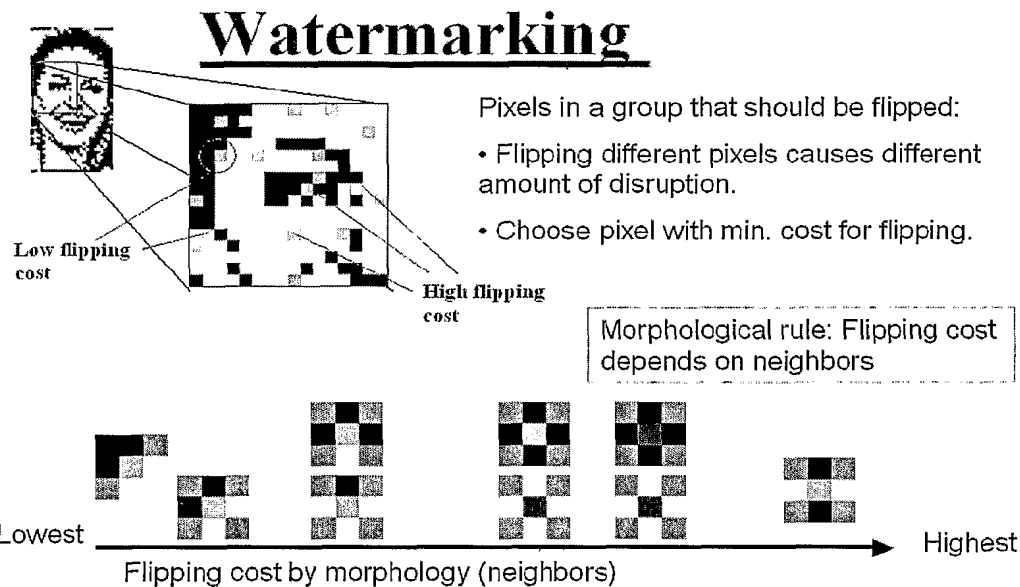 Watermarking
Pixels in a group that should be flipped:
• Flipping different pixels causes different
amount of disruption.
• Choose pixel with min. cost for flipping.
Low flipping
cost
High flipping
cost
Morphological rule: Flipping cost
depends on neighbors
Lowest
Highest
Flipping cost by morphology (neighbors)